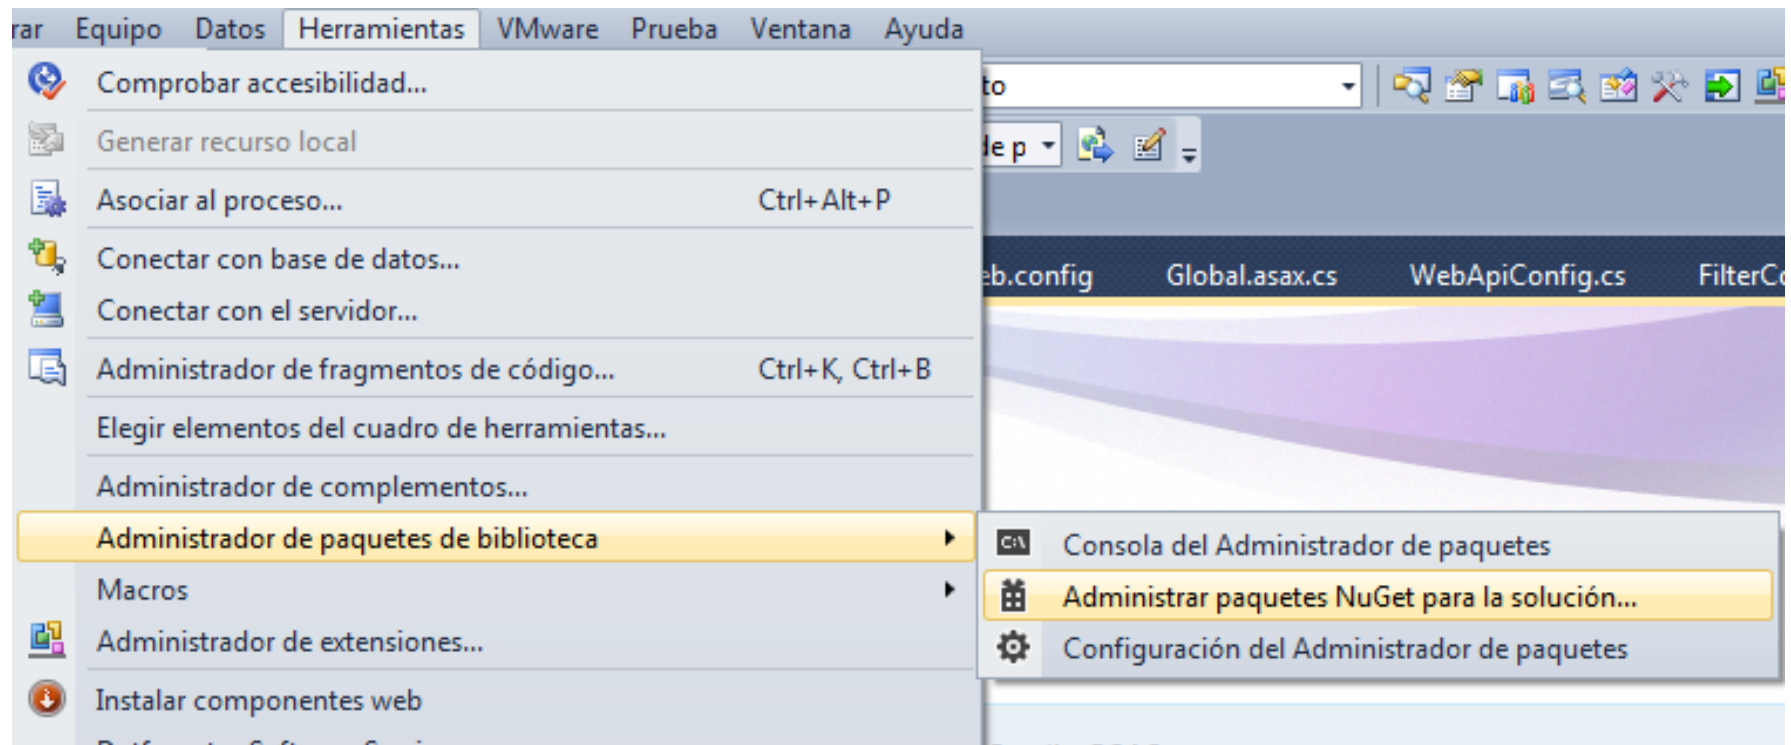 Equipo Datos Herramientas VMware Prueba Ventana Ayuda
Comprobar accesibilidad...
Generar recurso local
Asociar al proceso... Ctrl+Alt+P
Conectar con base de datos...
Conectar con el servidor...
Administrador de fragmentos de código... Ctrl+K, Ctrl+B
Elegir elementos del cuadro de herramientas...
Administrador de complementos...
Administrador de paquetes de biblioteca
Macros
Administrador de extensiones...
Instalar componentes web
de p
eb.config Global.asax.cs WebApiConfig.cs FilterCo
C:\ Consola del Administrador de paquetes
Administrar paquetes NuGet para la solución...
Configuración del Administrador de paquetes